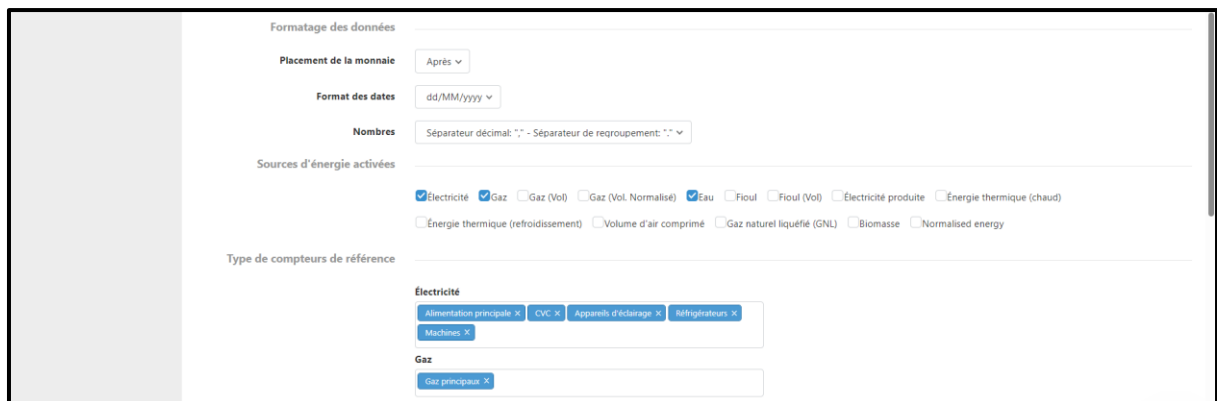 Formatage des données
Placement de la monnaie
Après
Format des dates
dd/MM/yyyy
Nombres
Séparateur décimal: "," - Séparateur de regroupement: "."
Sources d'énergie activées
Électricité Gaz Gaz (Vol) Gaz (Vol. Normalisé) Eau Fioul Fioul (Vol) Électricité produite Énergie thermique (chaud)
Énergie thermique (refroidissement) Volume d'air comprimé Gaz naturel liquéfié (GNL) Biomasse Normalised energy
Type de compteurs de référence
Électricité
Alimentation principale × CVC × Appareils d'éclairage × Réfrigérateurs ×
Machines ×
Gaz
Gaz principaux ×